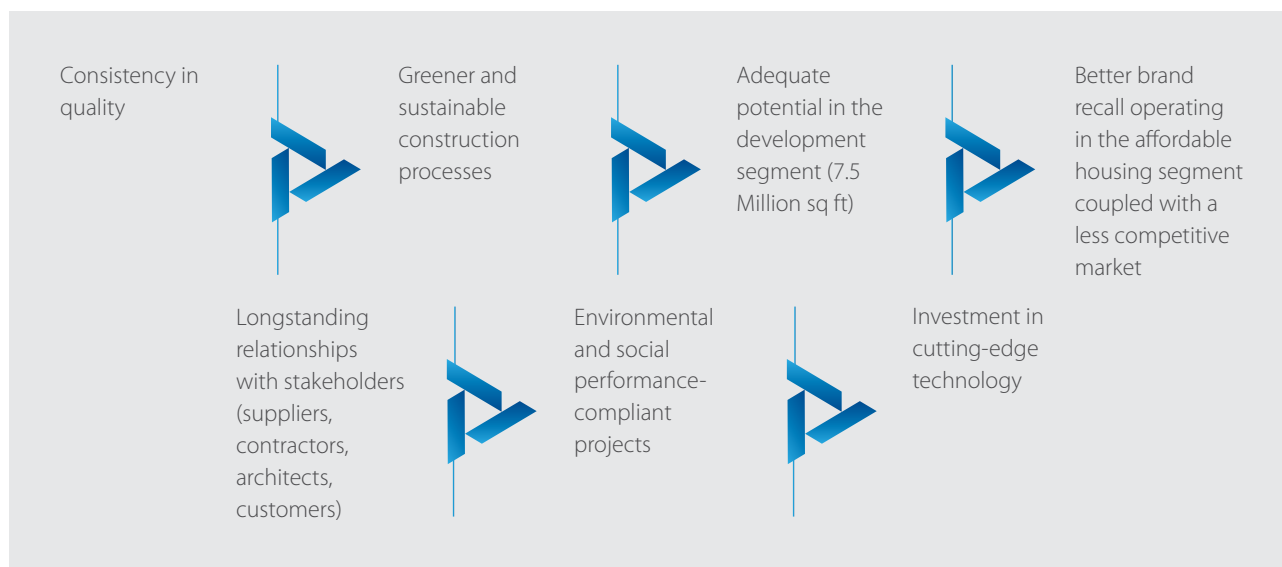 Consistency in
quality
Greener and
sustainable
construction
processes
Adequate
potential in the
development
segment (7.5
Million sq ft)
Better brand
recall operating
in the affordable
housing segment
coupled with a
less competitive
market
Longstanding
relationships
with stakeholders
(suppliers,
contractors,
architects,
customers)
Environmental
and social
performance-
compliant
projects
Investment in
cutting-edge
technology